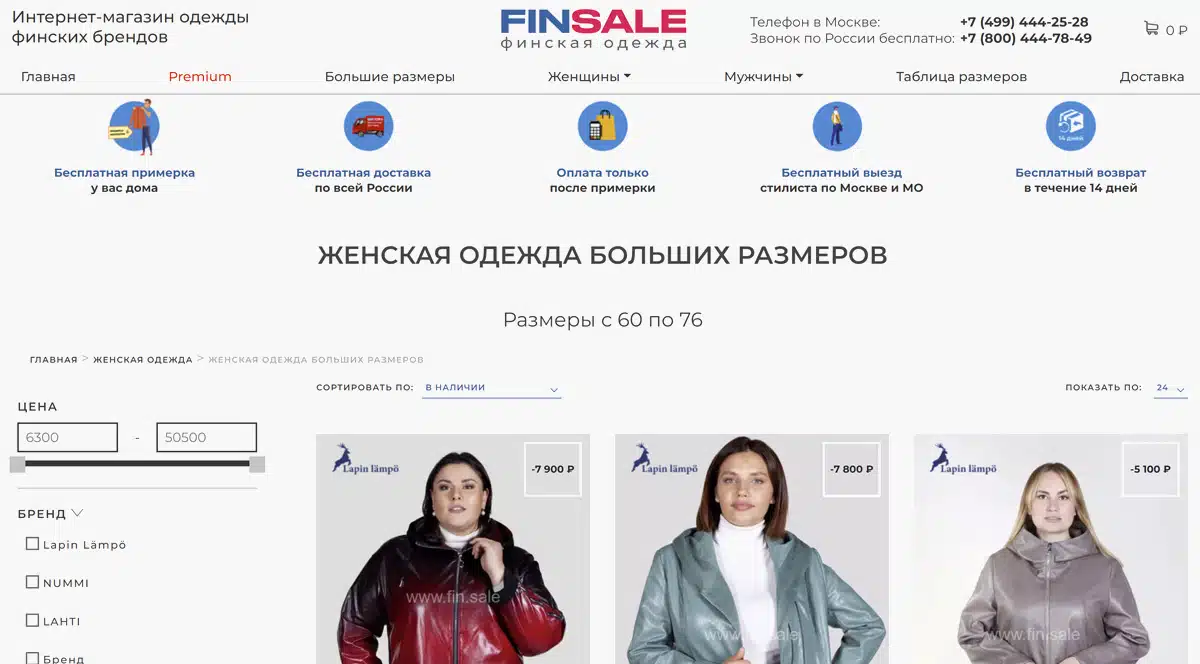 Интернет-магазин одежды
финских брендов
FINSALE
финская одежда
Телефон в Москве: +7 (499) 444-25-28
Звонок по России бесплатно: +7 (800) 444-78-49
0 ₽
Главная Premium Большие размеры Женщины Мужчины Таблица размеров Доставка
14 дней
Бесплатная примерка
у вас дома
Бесплатная доставка
по всей России
Оплата только
после примерки
Бесплатный выезд
стилиста по Москве и МО
Бесплатный возврат
в течение 14 дней
ЖЕНСКАЯ ОДЕЖДА БОЛЬШИХ РАЗМЕРОВ
Размеры с 60 по 76
ГЛАВНАЯ > ЖЕНСКАЯ ОДЕЖДА > ЖЕНСКАЯ ОДЕЖДА БОЛЬШИХ РАЗМЕРОВ
СОРТИРОВАТЬ ПО: В НАЛИЧИИ
ПОКАЗАТЬ ПО: 24
ЦЕНА
6300 - 50500
БРЕНД
Lapin Lämpö
NUMMI
LAHTI
Бренд
Lapin lämpö
-7 900 ₽
www.fin.sale
Lapin lämpö
-7 800 ₽
www.fin.sale
Lapin lämpö
-5 100 ₽
www.fin.sale